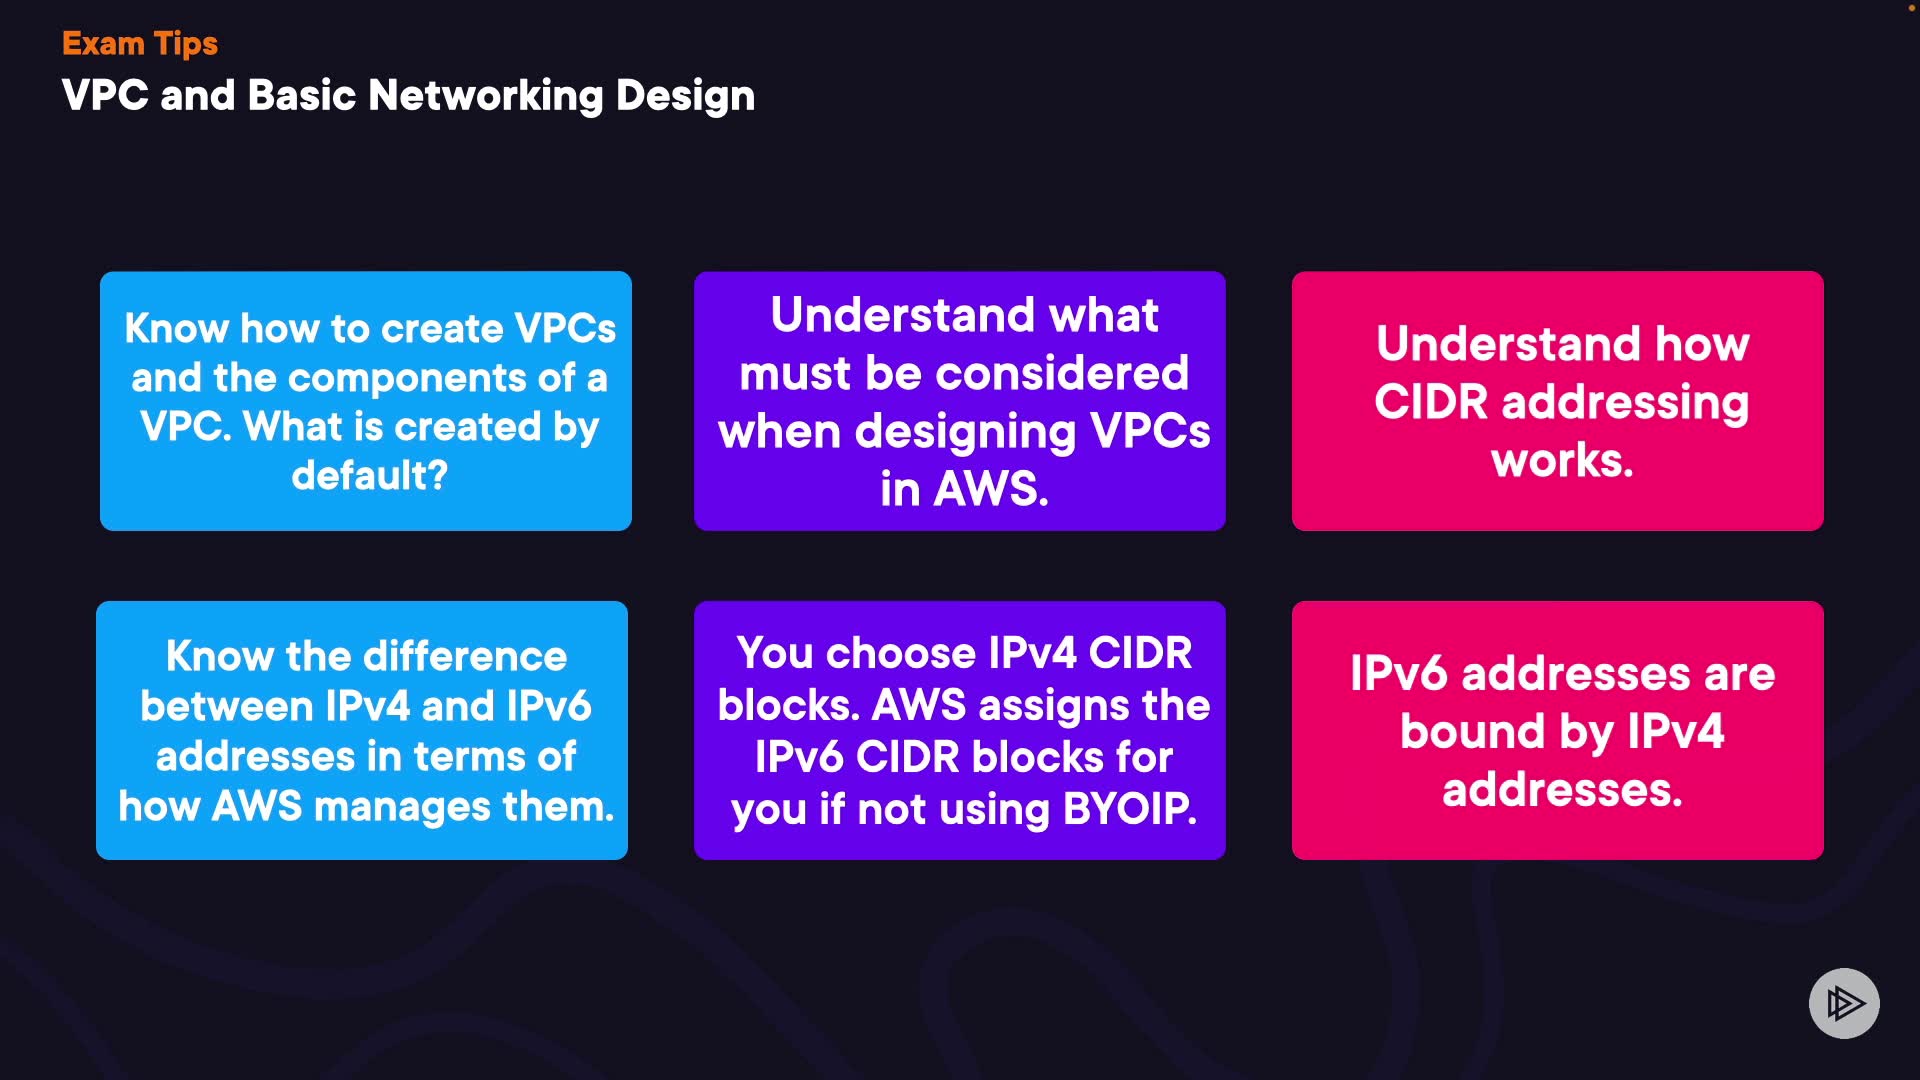 Exam Tips
VPC and Basic Networking Design
Know how to create VPCs
and the components of a
VPC. What is created by
default?
Understand what
must be considered
when designing VPCs
in AWS.
Understand how
CIDR addressing
works.
Know the difference
between IPv4 and IPv6
addresses in terms of
how AWS manages them.
You choose IPv4 CIDR
blocks. AWS assigns the
IPv6 CIDR blocks for
you if not using BYOIP.
IPv6 addresses are
bound by IPv4
addresses.